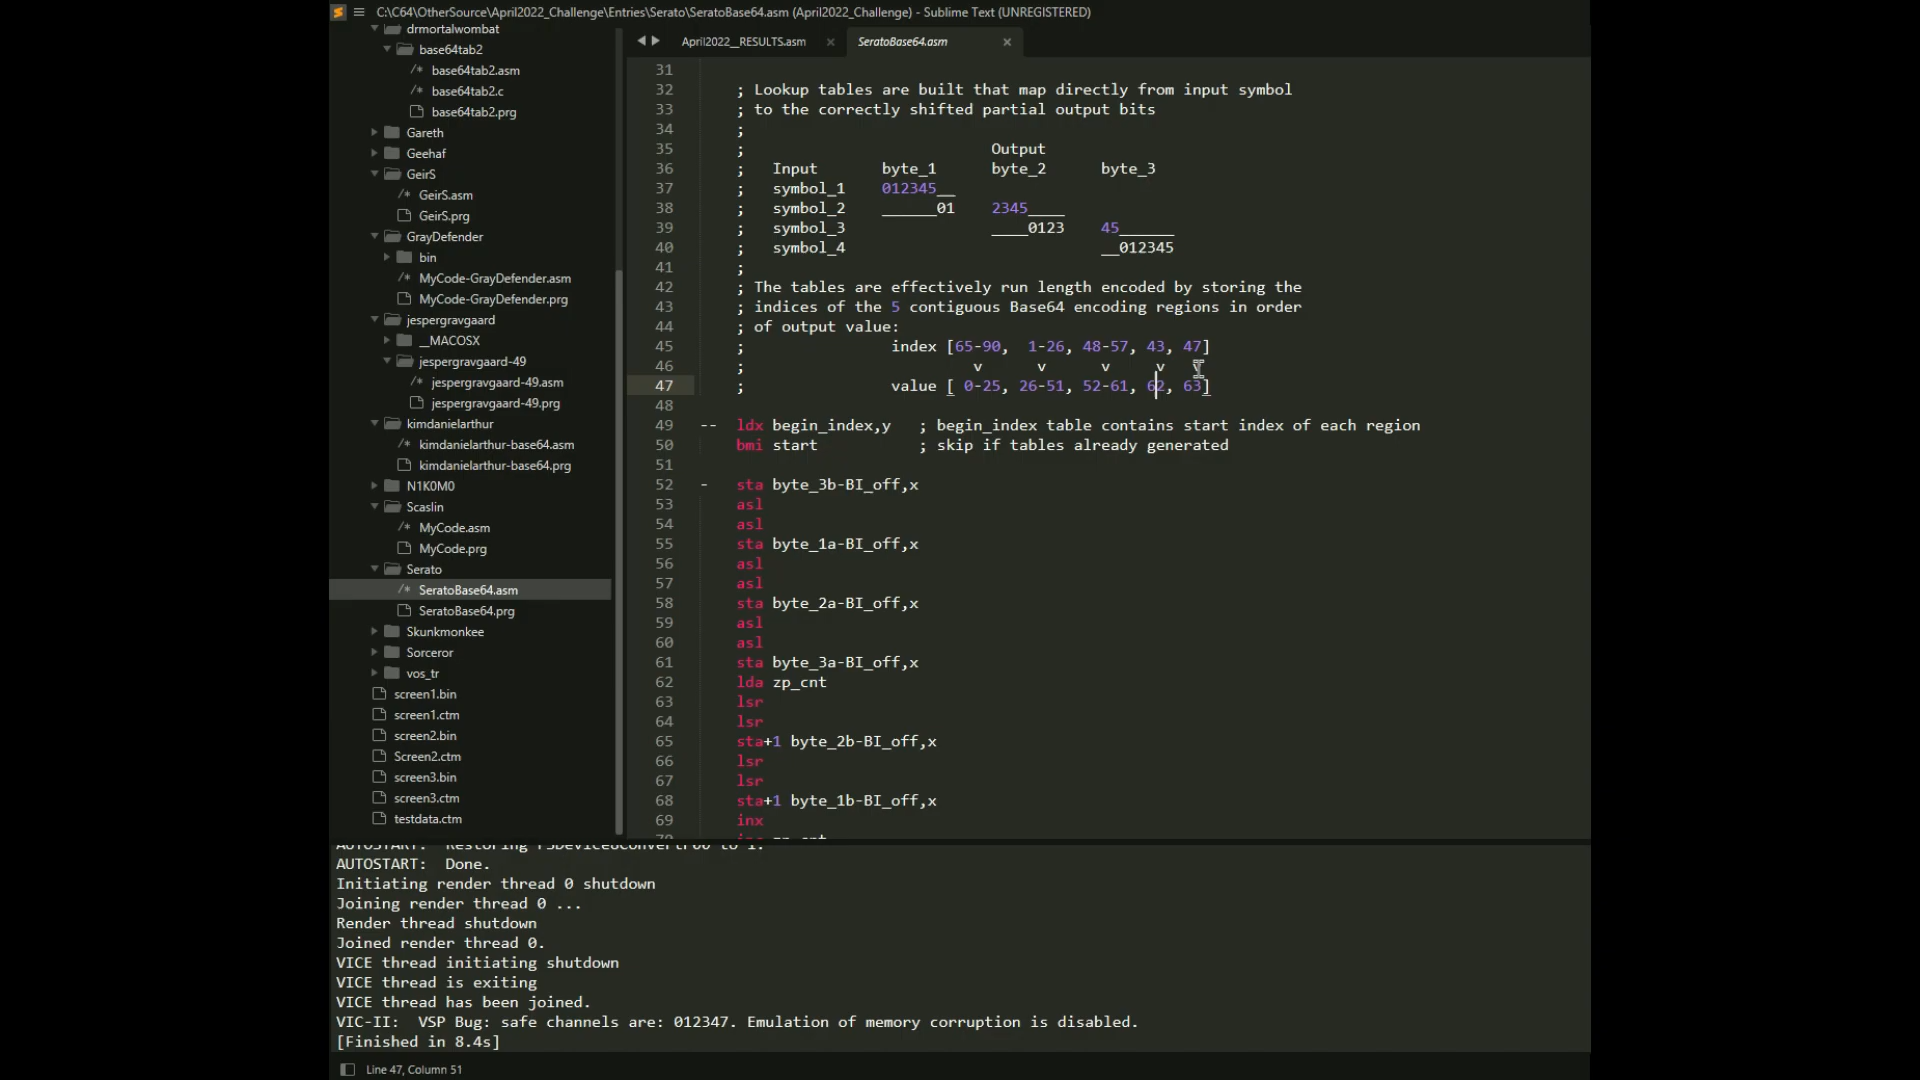 C:\C64\OtherSource\April2022_Challenge\Entries\Serato\SeratoBase64.asm (April2022_Challenge) - Sublime Text (UNREGISTERED)
drmortalwombat
base64tab2
/* base64tab2.asm
/* base64tab2.c
base64tab2.prg
Gareth
Geehaf
GeirS
/* GeirS.asm
GeirS.prg
GrayDefender
bin
/* MyCode-GrayDefender.asm
MyCode-GrayDefender.prg
jespergravgaard
__MACOSX
jespergravgaard-49
/* jespergravgaard-49.asm
jespergravgaard-49.prg
kimdanielarthur
/* kimdanielarthur-base64.asm
kimdanielarthur-base64.prg
N1K0M0
Scaslin
/* MyCode.asm
MyCode.prg
Serato
/* SeratoBase64.asm
SeratoBase64.prg
Skunkmonkee
Sorceror
vos_tr
screen1.bin
screen1.ctm
screen2.bin
Screen2.ctm
screen3.bin
screen3.ctm
testdata.ctm
April2022__RESULTS.asm ×
SeratoBase64.asm ×
31
32 ; Lookup tables are built that map directly from input symbol
33 ; to the correctly shifted partial output bits
34 ;
35 ; Output
36 ; Input byte_1 byte_2 byte_3
37 ; symbol_1 012345__
38 ; symbol_2 ______01 2345____
39 ; symbol_3 ____0123 45______
40 ; symbol_4 __012345
41 ;
42 ; The tables are effectively run length encoded by storing the
43 ; indices of the 5 contiguous Base64 encoding regions in order
44 ; of output value:
45 ; index [65-90, 1-26, 48-57, 43, 47]
46 ; v v v v v
47 ; value [ 0-25, 26-51, 52-61, 62, 63]
48
49 -- ldx begin_index,y ; begin_index table contains start index of each region
50 bmi start ; skip if tables already generated
51
52 - sta byte_3b-BI_off,x
53 asl
54 asl
55 sta byte_1a-BI_off,x
56 asl
57 asl
58 sta byte_2a-BI_off,x
59 asl
60 asl
61 sta byte_3a-BI_off,x
62 lda zp_cnt
63 lsr
64 lsr
65 sta+1 byte_2b-BI_off,x
66 lsr
67 lsr
68 sta+1 byte_1b-BI_off,x
69 inx
70 inc zp_cnt
AUTOSTART: Restoring FSDevice8ConvertP00 to 1.
AUTOSTART: Done.
Initiating render thread 0 shutdown
Joining render thread 0 ...
Render thread shutdown
Joined render thread 0.
VICE thread initiating shutdown
VICE thread is exiting
VICE thread has been joined.
VIC-II: VSP Bug: safe channels are: 012347. Emulation of memory corruption is disabled.
[Finished in 8.4s]
Line 47, Column 51